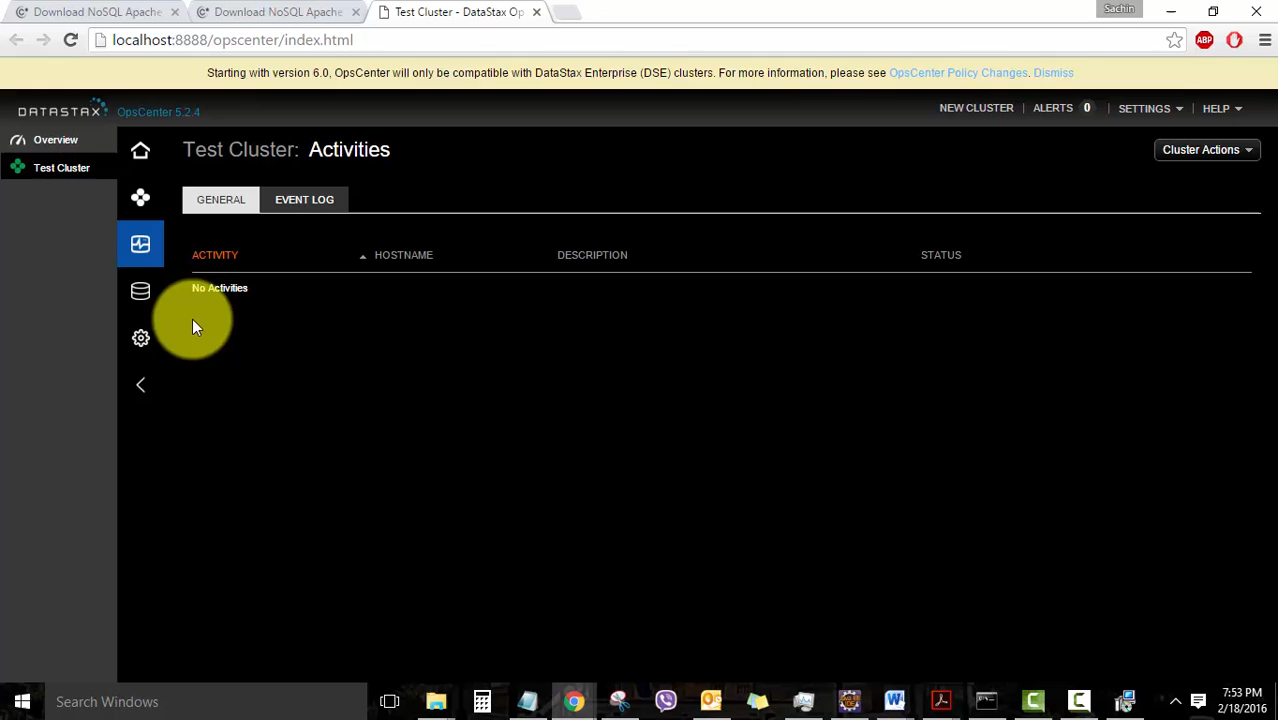 Download NoSQL Apache
Download NoSQL Apache
Test Cluster - DataStax Op
Sachin
localhost:8888/opscenter/index.html
ABP
Starting with version 6.0, OpsCenter will only be compatible with DataStax Enterprise (DSE) clusters. For more information, please see OpsCenter Policy Changes. Dismiss
DATASTAX OpsCenter 5.2.4
NEW CLUSTER | ALERTS 0 | SETTINGS | HELP
Overview
Test Cluster
Test Cluster: Activities
Cluster Actions
GENERAL EVENT LOG
ACTIVITY HOSTNAME DESCRIPTION STATUS
No Activities
Search Windows
7:53 PM
2/18/2016